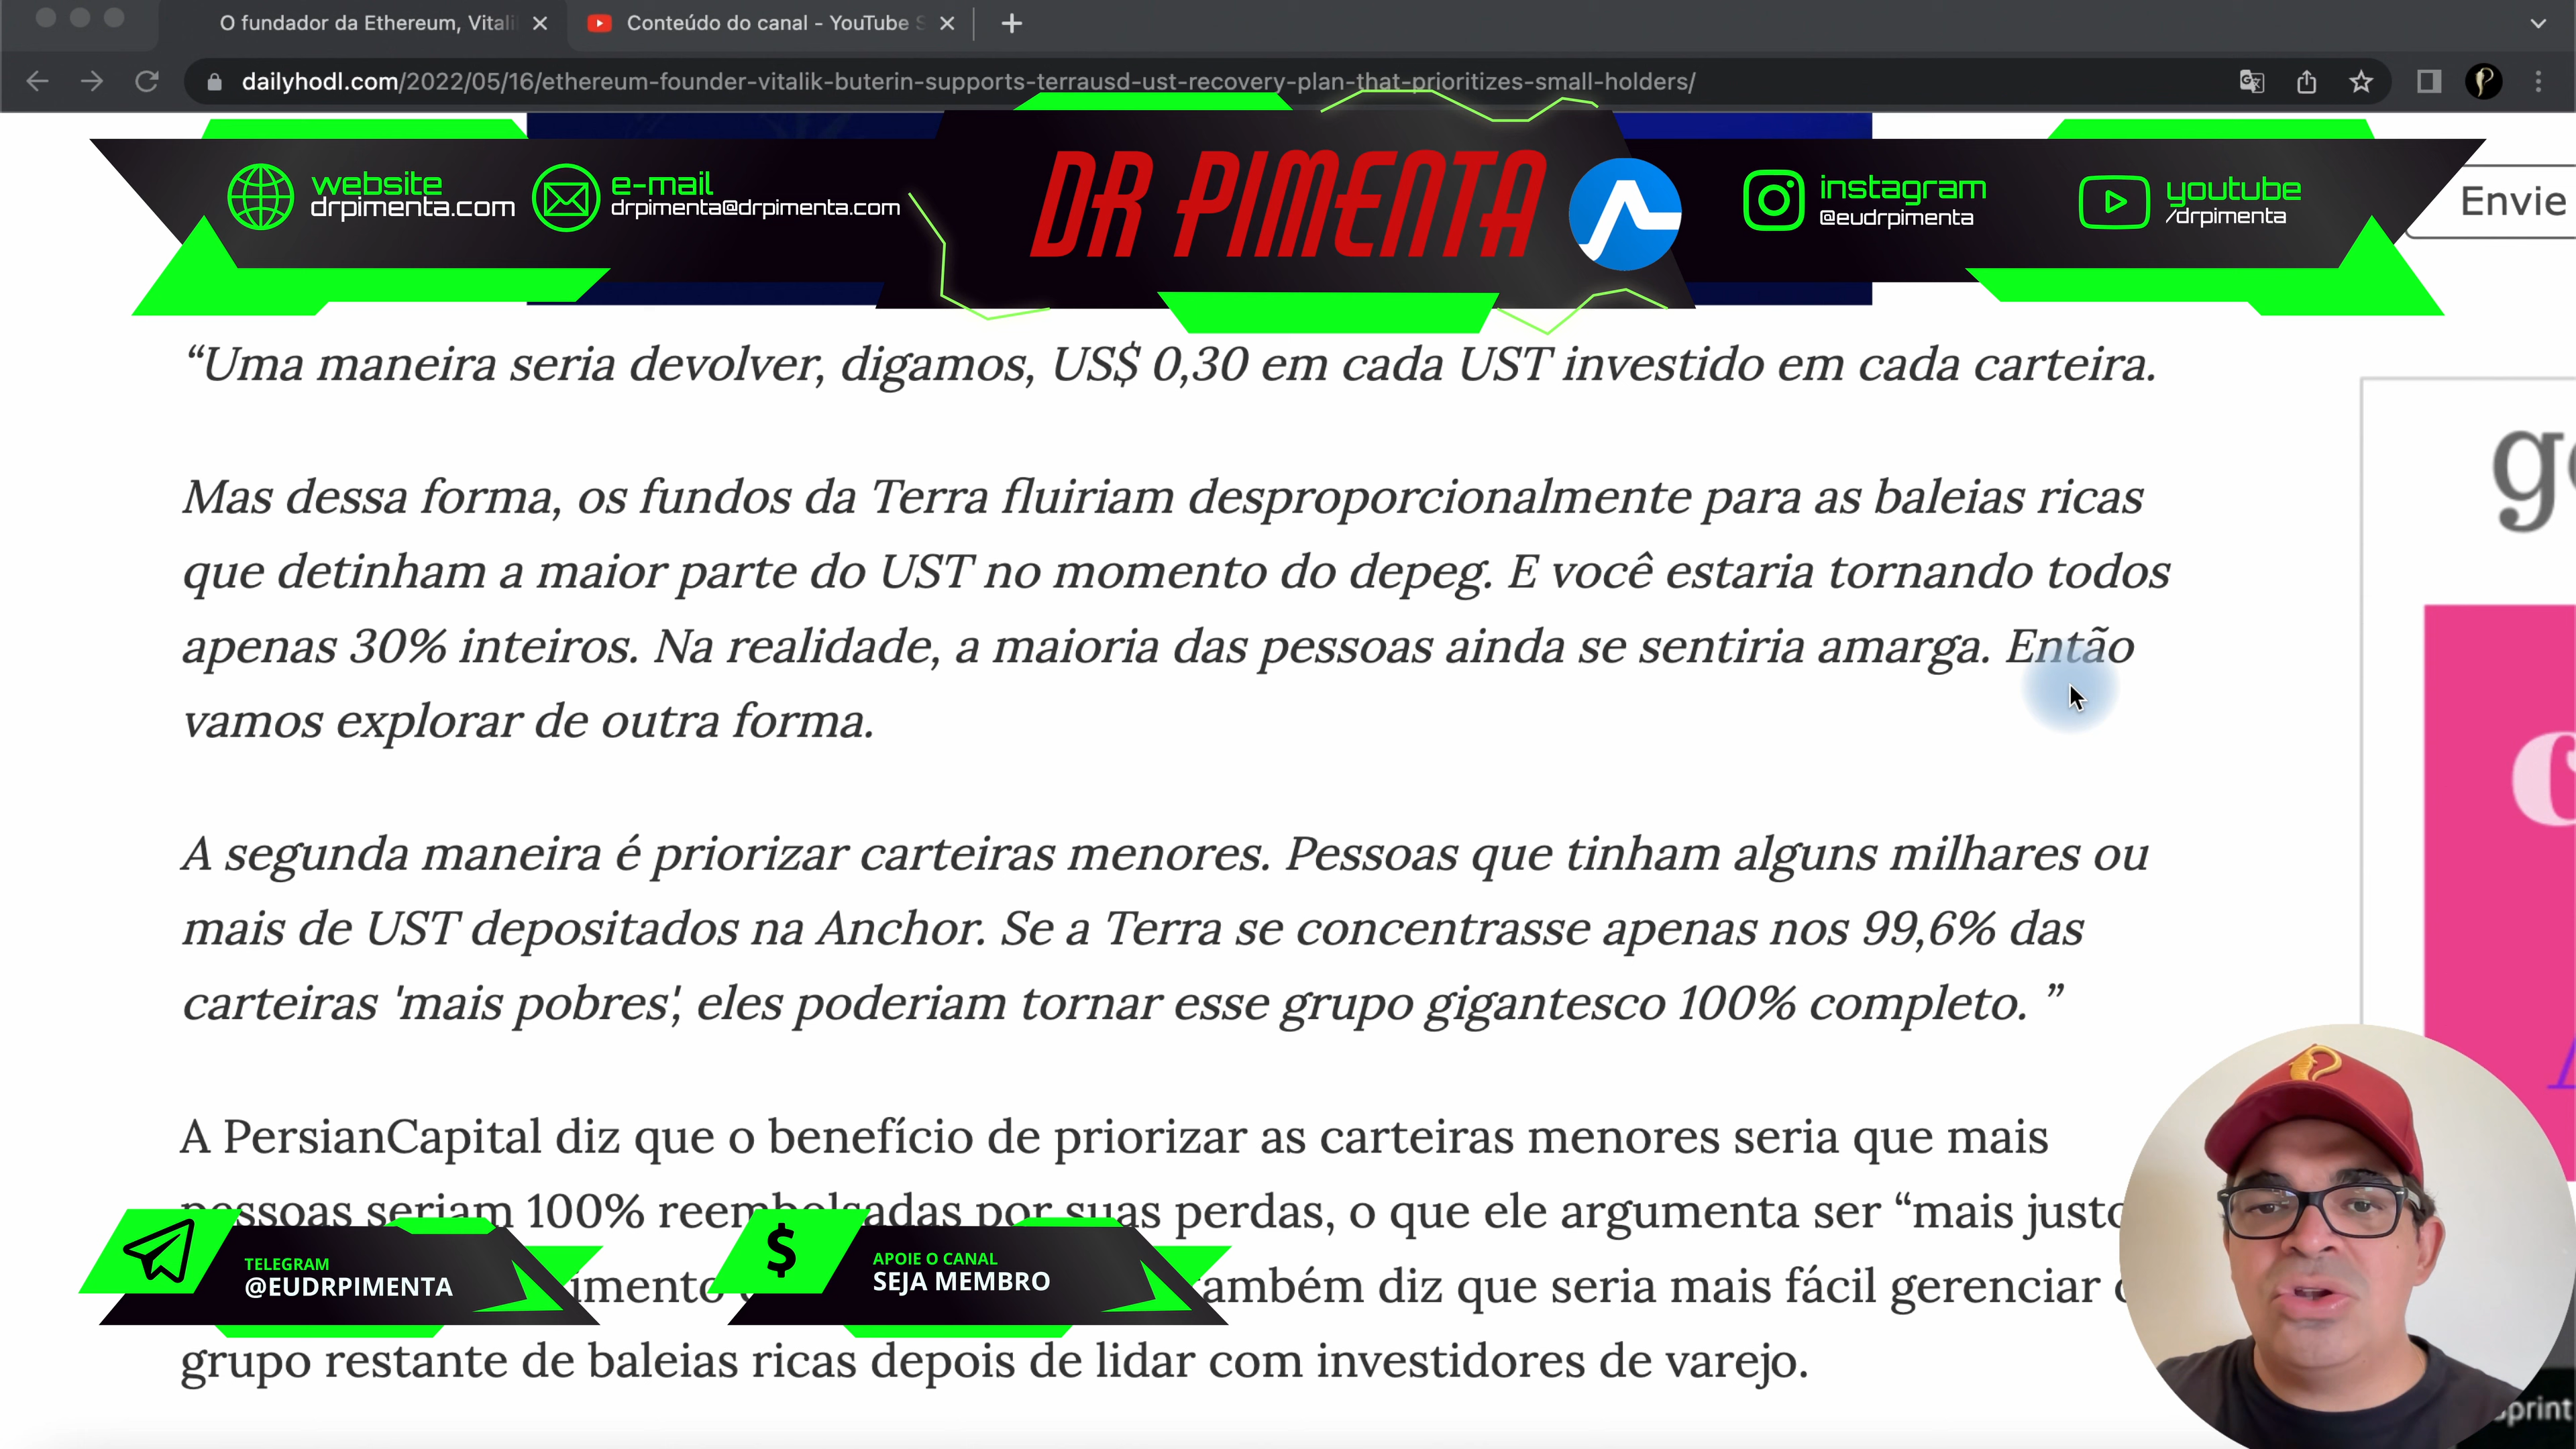 O fundador da Ethereum, Vitali
Conteúdo do canal - YouTube S
dailyhodl.com/2022/05/16/ethereum-founder-vitalik-buterin-supports-terrausd-ust-recovery-plan-that-prioritizes-small-holders/
website
drpimenta.com
e-mail
drpimenta@drpimenta.com
DR PIMENTA
instagram
@eudrpimenta
youtube
/drpimenta
Envie
“Uma maneira seria devolver, digamos, US$ 0,30 em cada UST investido em cada carteira.
Mas dessa forma, os fundos da Terra fluiriam desproporcionalmente para as baleias ricas
que detinham a maior parte do UST no momento do depeg. E você estaria tornando todos
apenas 30% inteiros. Na realidade, a maioria das pessoas ainda se sentiria amarga. Então
vamos explorar de outra forma.
A segunda maneira é priorizar carteiras menores. Pessoas que tinham alguns milhares ou
mais de UST depositados na Anchor. Se a Terra se concentrasse apenas nos 99,6% das
carteiras 'mais pobres', eles poderiam tornar esse grupo gigantesco 100% completo. ”
A PersianCapital diz que o benefício de priorizar as carteiras menores seria que mais
pessoas seriam 100% reembolsadas por suas perdas, o que ele argumenta ser “mais justo
também diz que seria mais fácil gerenciar
grupo restante de baleias ricas depois de lidar com investidores de varejo.
TELEGRAM
@EUDRPIMENTA
$
APOIE O CANAL
SEJA MEMBRO
print